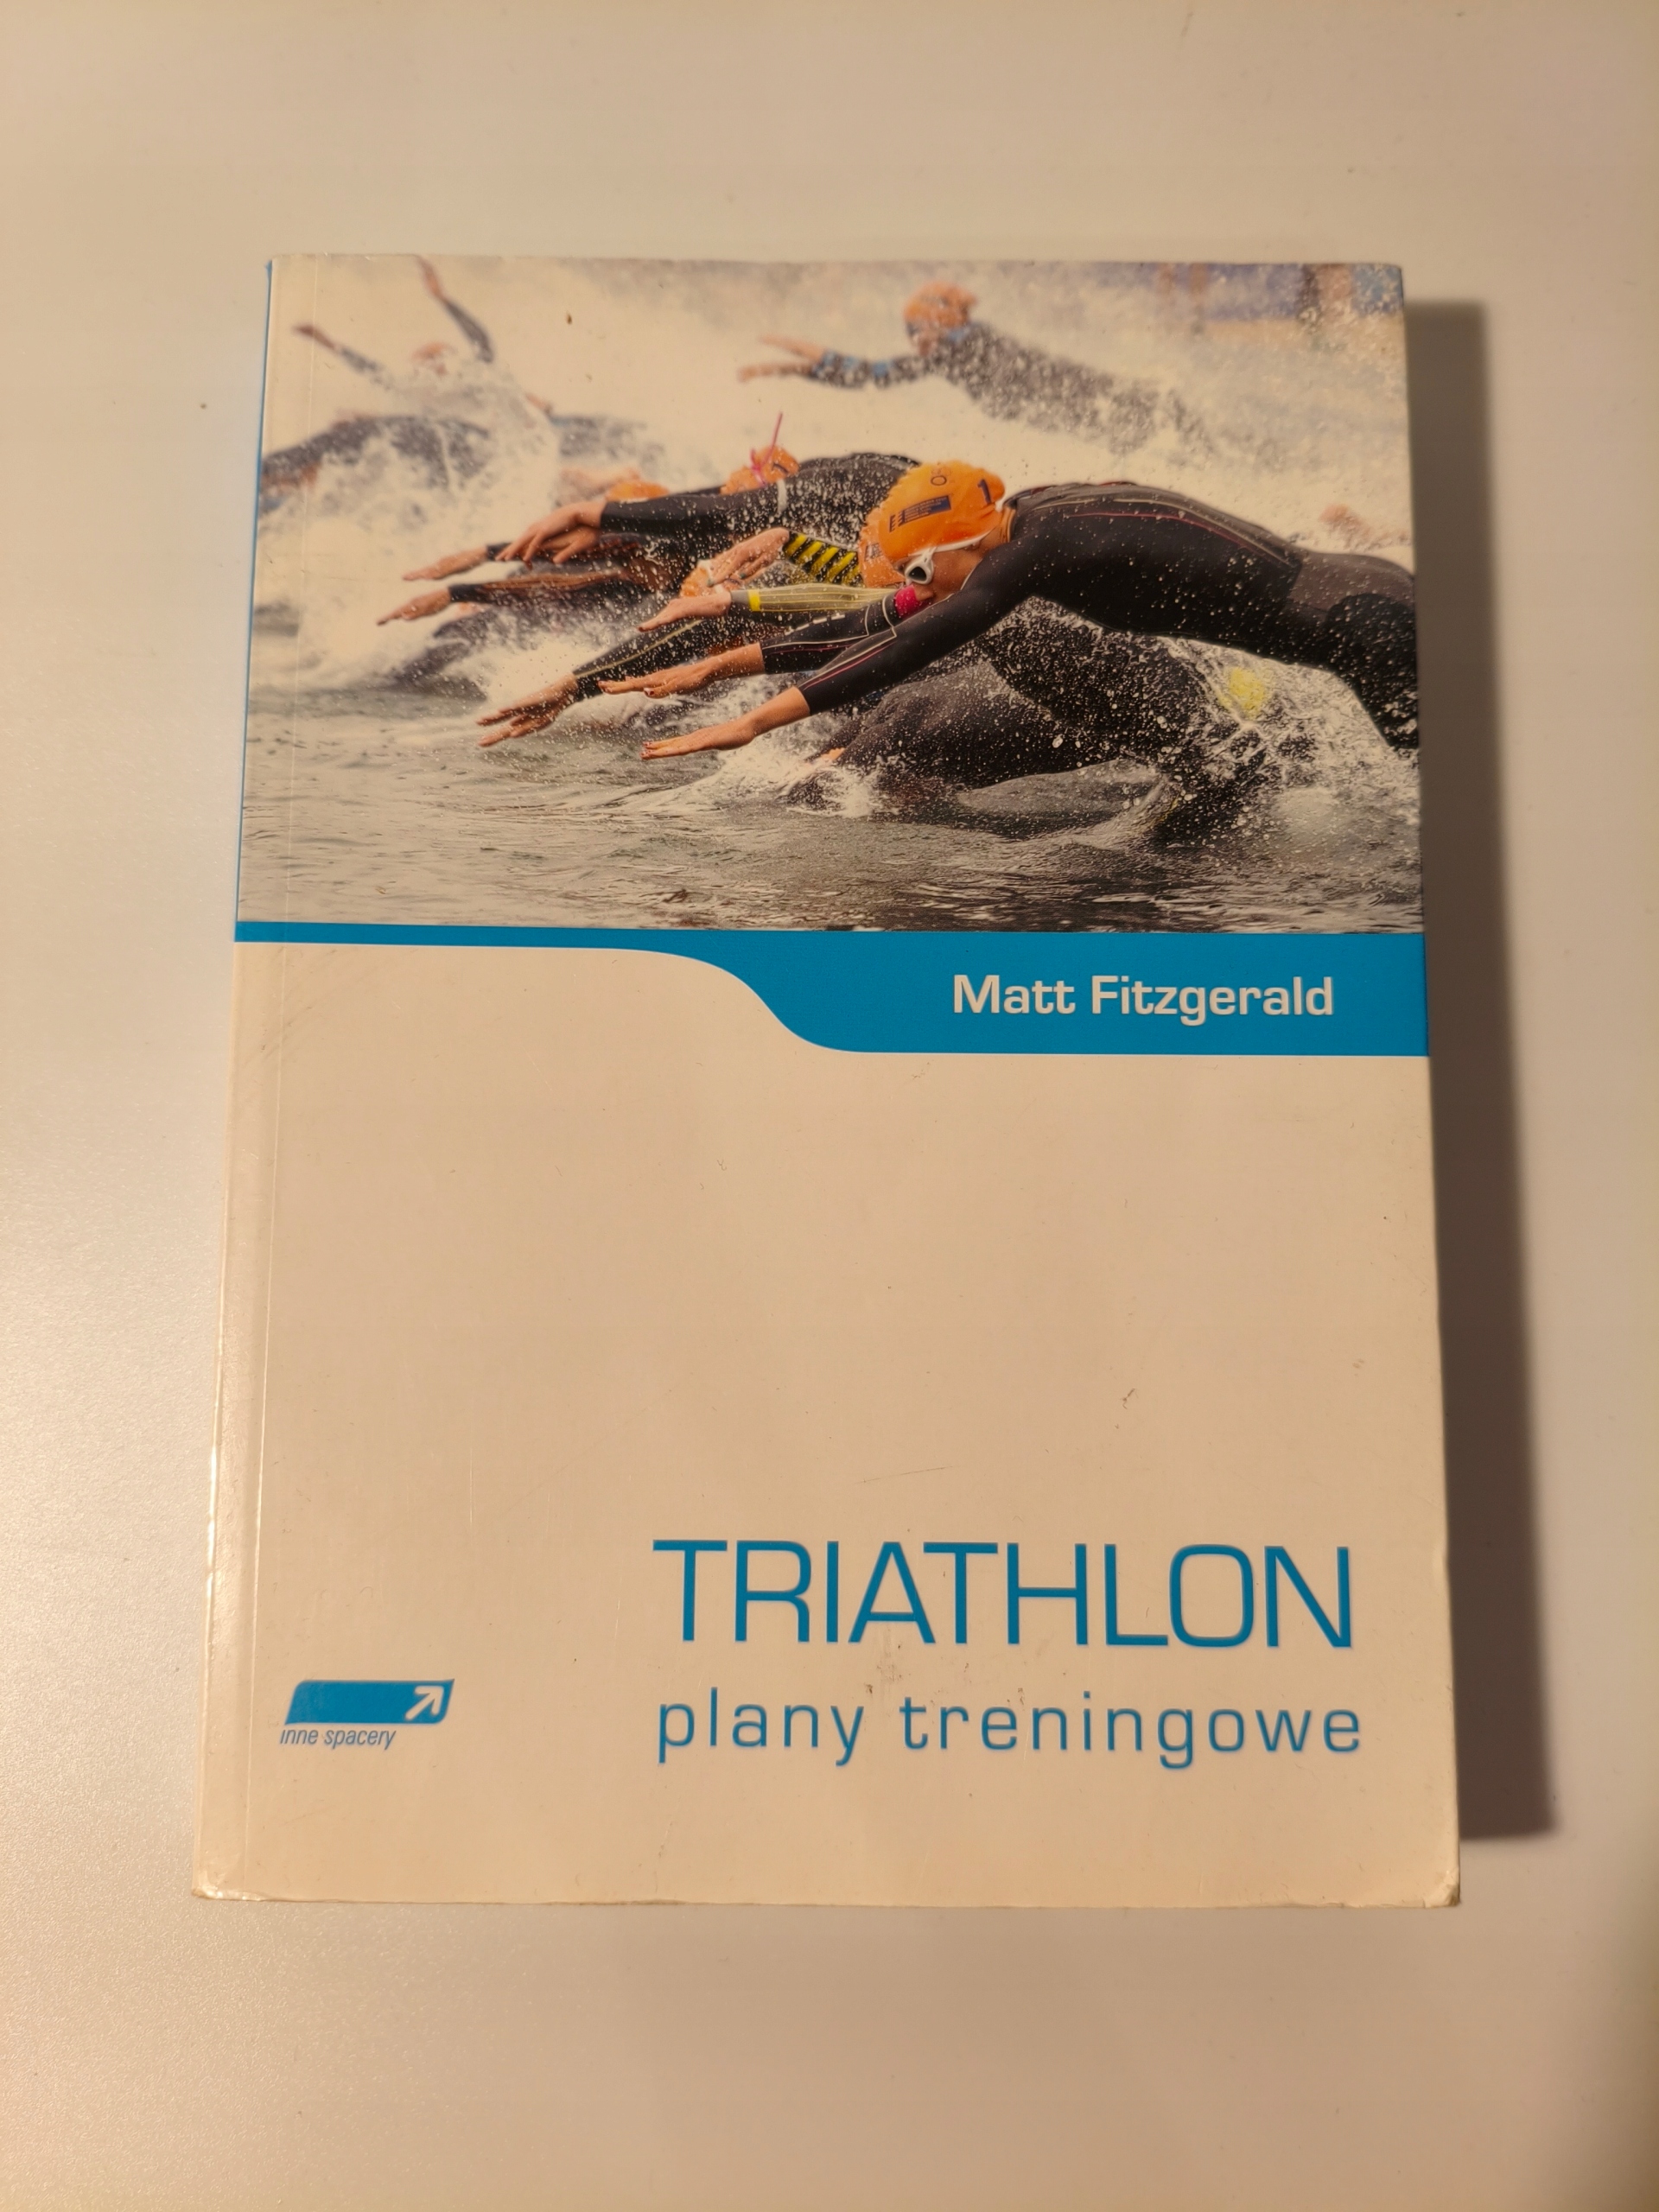 Matt Fitzgerald
TRIATHLON
plany treningowe
inne spacery